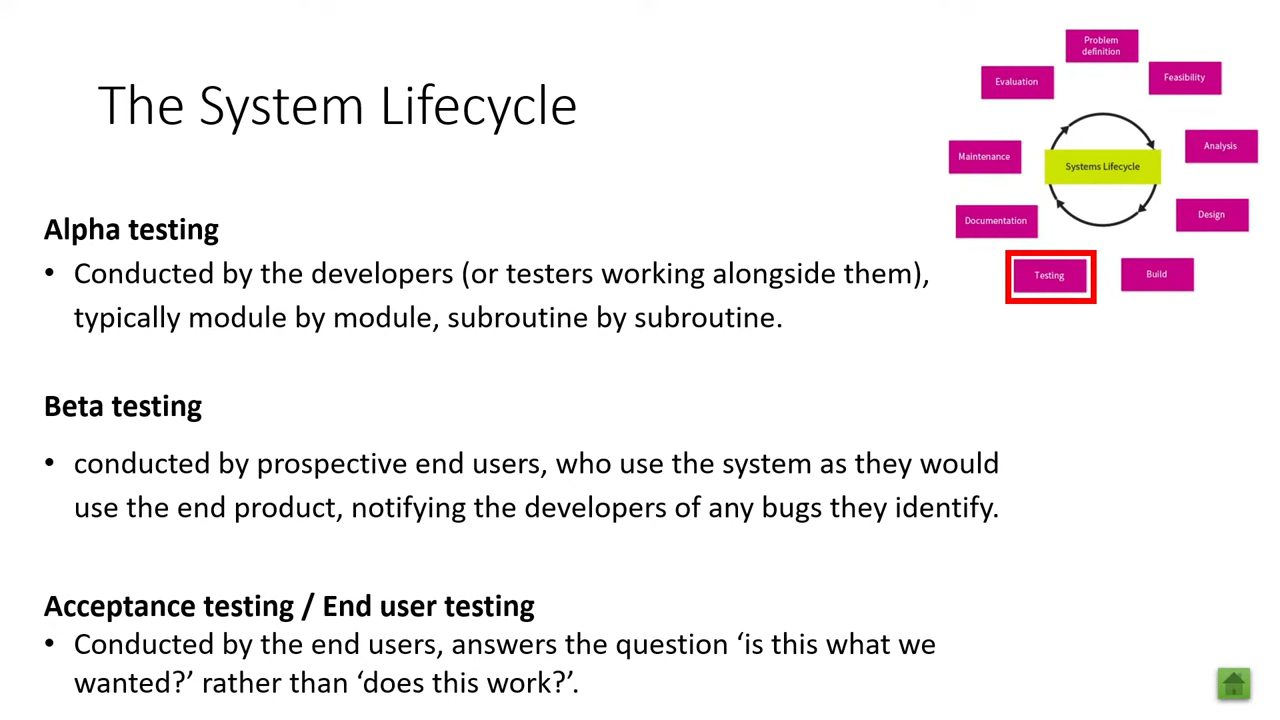 The System Lifecycle
Problem
definition
Evaluation
Feasibility
Maintenance
Systems Lifecycle
Analysis
Documentation
Design
Testing
Build
Alpha testing
• Conducted by the developers (or testers working alongside them),
typically module by module, subroutine by subroutine.
Beta testing
• conducted by prospective end users, who use the system as they would
use the end product, notifying the developers of any bugs they identify.
Acceptance testing / End user testing
• Conducted by the end users, answers the question ‘is this what we
wanted?’ rather than ‘does this work?’.